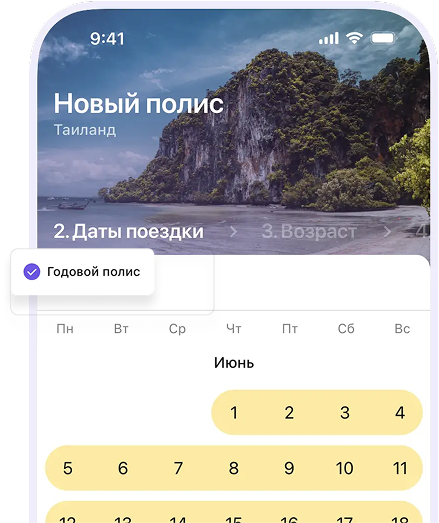 9:41
Новый полис
Таиланд
2. Даты поездки > 3. Возраст > 4
Годовой полис
Пн Вт Ср Чт Пт Сб Вс
Июнь
1 2 3 4
5 6 7 8 9 10 11
12 13 14 15 16 17 18